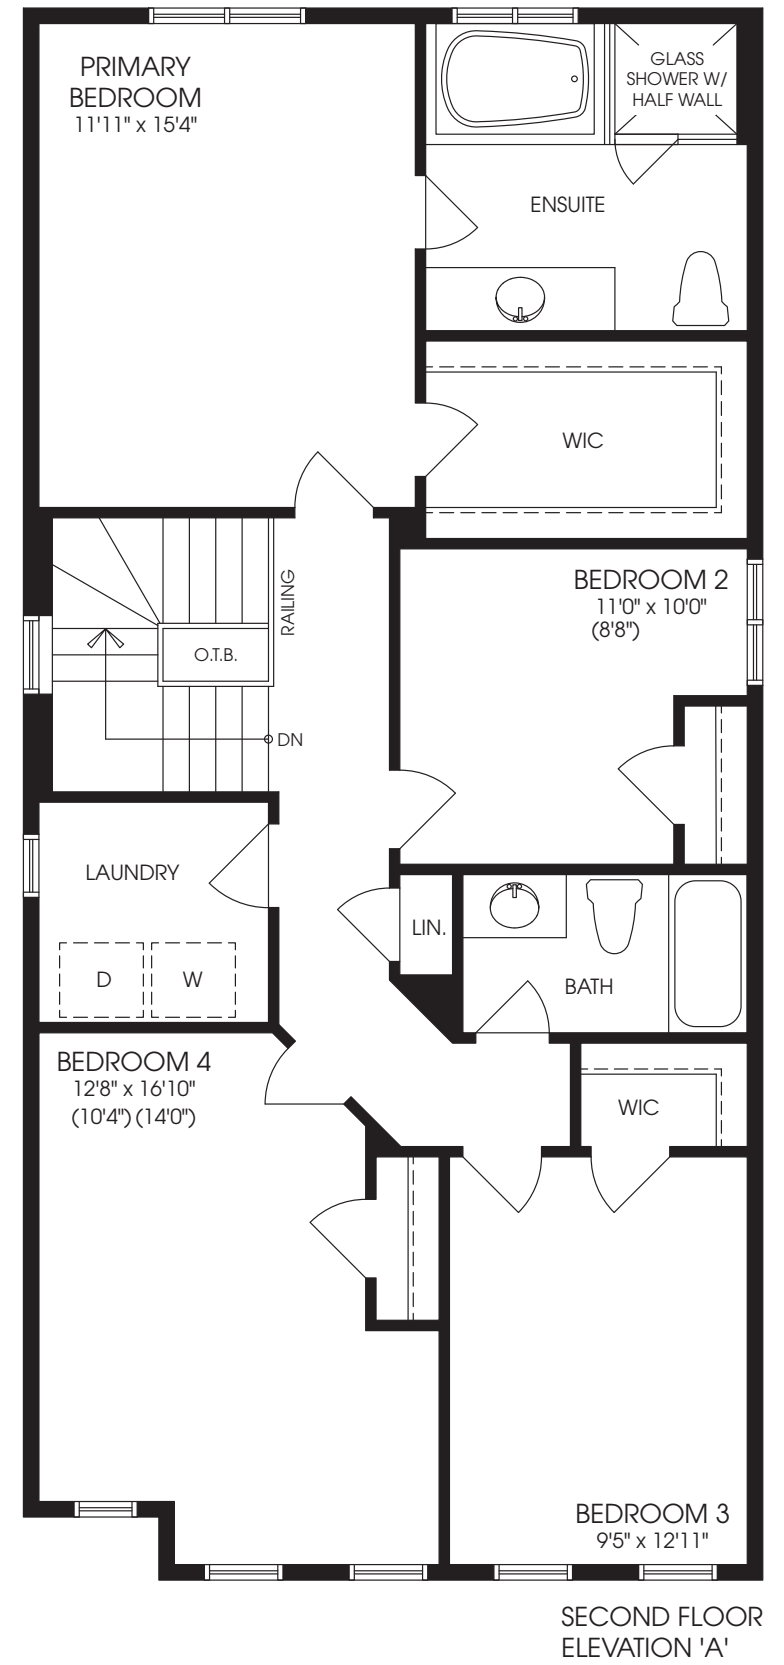 PRIMARY
BEDROOM
11'11" x 15'4"
GLASS
SHOWER W/
HALF WALL
ENSUITE
WIC
BEDROOM 2
11'0" x 10'0"
(8'8")
RAILING
O.T.B.
DN
LAUNDRY
D
W
LIN.
BATH
BEDROOM 4
12'8" x 16'10"
(10'4") (14'0")
WIC
BEDROOM 3
9'5" x 12'11"
SECOND FLOOR
ELEVATION 'A'